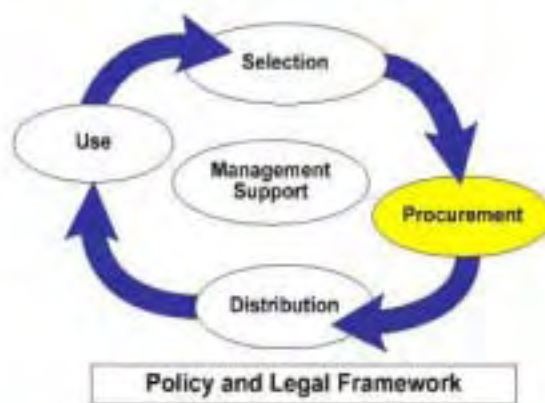 Selection
Use
Management
Support
Procurement
Distribution
Policy and Legal Framework